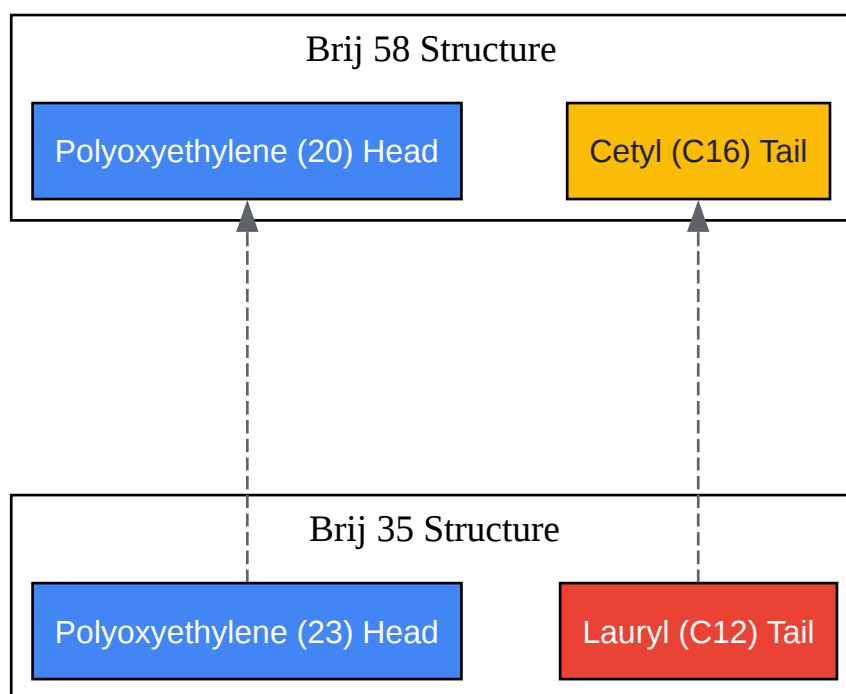 Brij 58 Structure
Polyoxyethylene (20) Head
Cetyl (C16) Tail
Brij 35 Structure
Polyoxyethylene (23) Head
Lauryl (C12) Tail